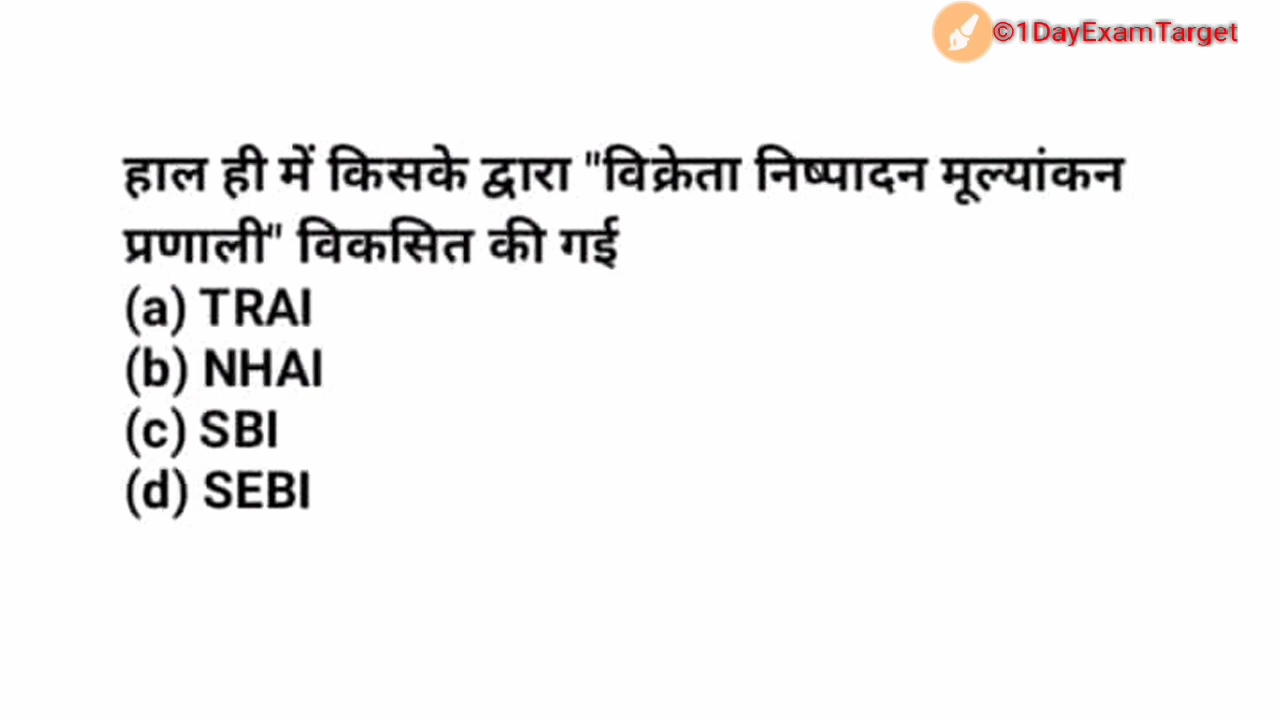 ©1DayExamTarget
हाल ही में किसके द्वारा "विक्रेता निष्पादन मूल्यांकन
प्रणाली" विकसित की गई
(a) TRAI
(b) NHAI
(c) SBI
(d) SEBI